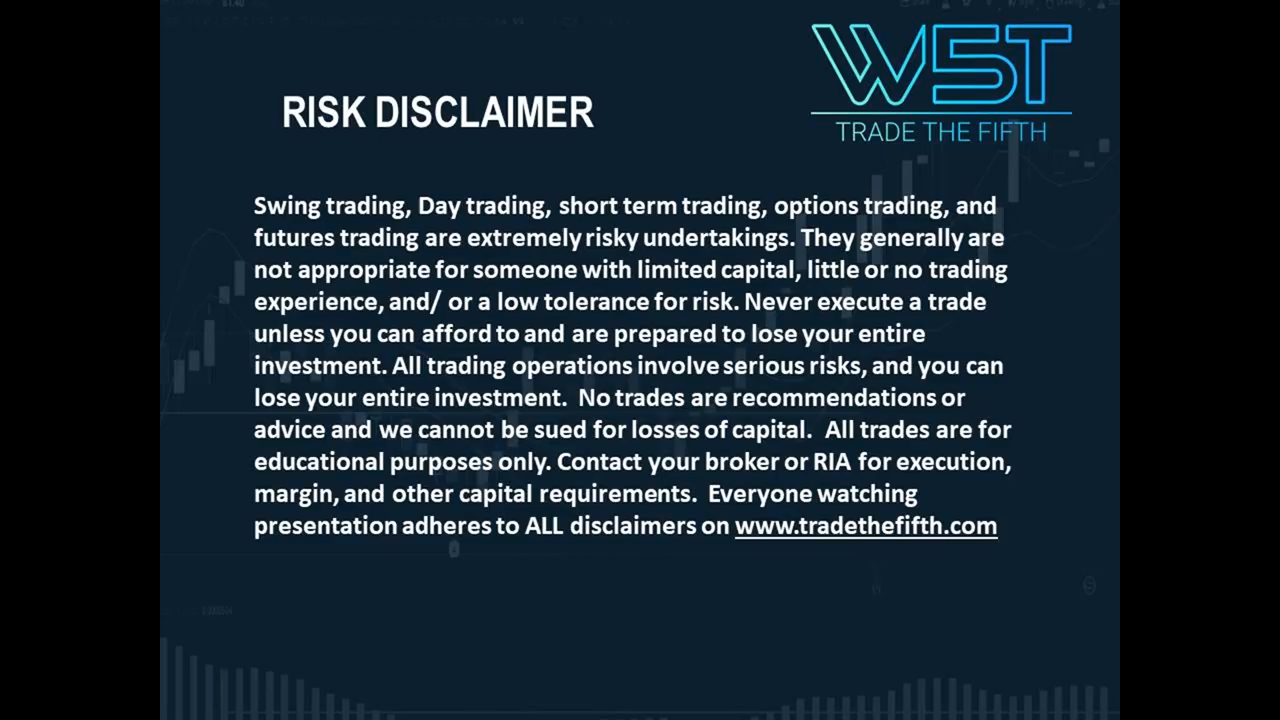 W5T
RISK DISCLAIMER
TRADE THE FIFTH
Swing trading, Day trading, short term trading, options trading, and
futures trading are extremely risky undertakings. They generally are
not appropriate for someone with limited capital, little or no trading
experience, and/ or a low tolerance for risk. Never execute a trade
unless you can afford to and are prepared to lose your entire
investment. All trading operations involve serious risks, and you can
lose your entire investment.  No trades are recommendations or
advice and we cannot be sued for losses of capital.  All trades are for
educational purposes only. Contact your broker or RIA for execution,
margin, and other capital requirements.  Everyone watching
presentation adheres to ALL disclaimers on www.tradethefifth.com